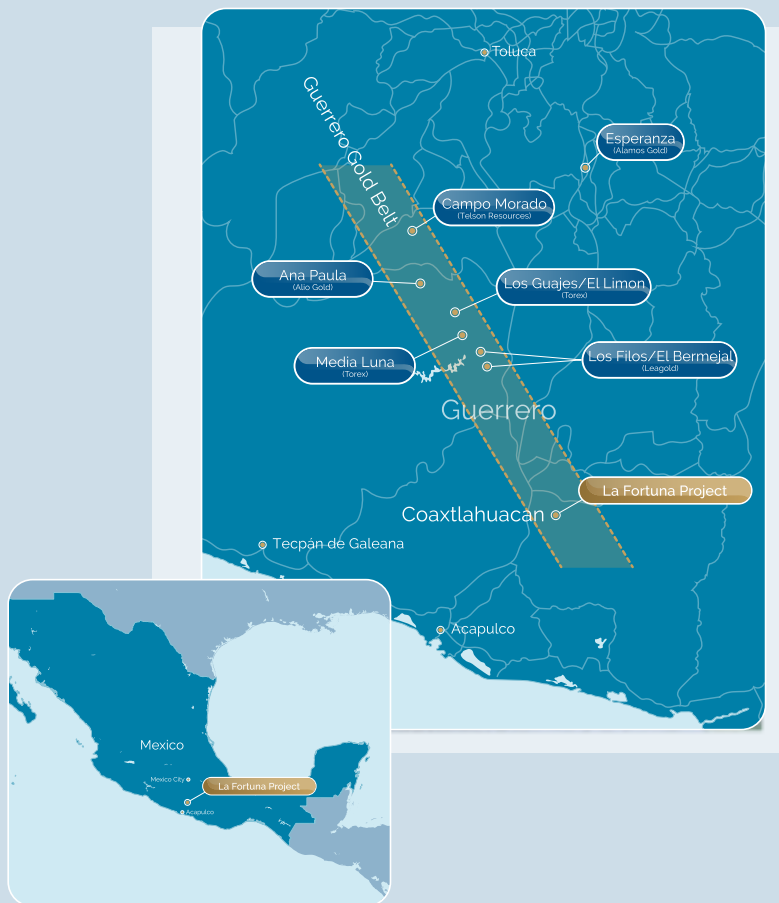 Toluca
Guerrero Gold Belt
Esperanza
(Alamos Gold)
Campo Morado
(Telson Resources)
Ana Paula
(Alio Gold)
Los Guajes/El Limon
(Torex)
Media Luna
(Torex)
Los Filos/El Bermejal
(Leagold)
Guerrero
La Fortuna Project
Coaxtlahuacan
Tecpán de Galeana
Acapulco
Mexico
Mexico City
La Fortuna Project
Acapulco